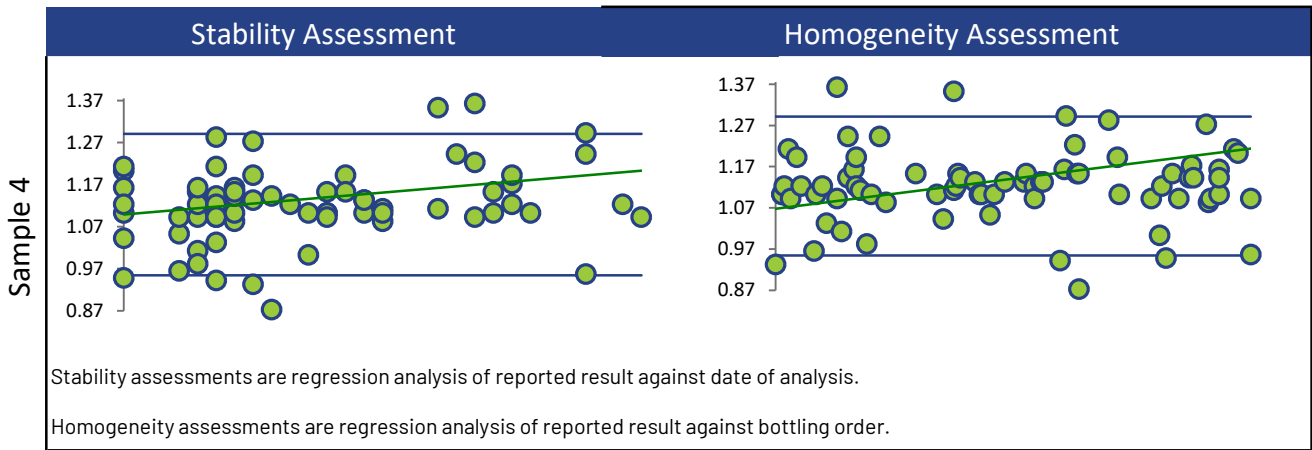 Stability Assessment
Homogeneity Assessment
Sample 4
1.37
1.27
1.17
1.07
0.97
0.87
1.37
1.27
1.17
1.07
0.97
0.87
Stability assessments are regression analysis of reported result against date of analysis.
Homogeneity assessments are regression analysis of reported result against bottling order.